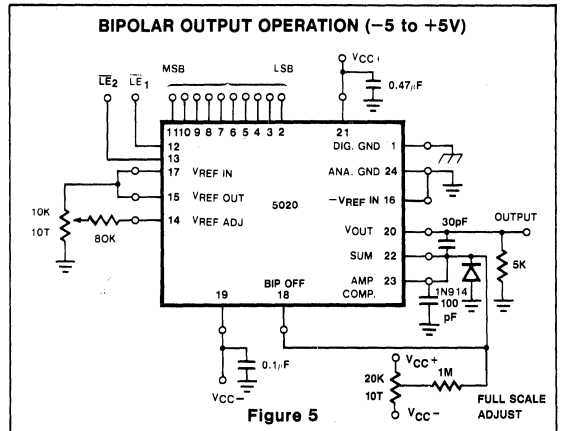 BIPOLAR OUTPUT OPERATION (−5 to +5V)
VCC+
LE2 LE1 MSB LSB
0.47µF
11 10 9 8 7 6 5 4 3 2 21
12 DIG. GND 1
13
17 VREF IN ANA. GND 24
15 VREF OUT 5020 −VREF IN 16
10K
10T
80K
14 VREF ADJ
30pF OUTPUT
VOUT 20
SUM 22
5K
BIP OFF
AMP 23
COMP.
1N914
100
pF
19 18
0.1µF
VCC−
VCC+
20K 1M
10T
VCC−
FULL SCALE
ADJUST
Figure 5